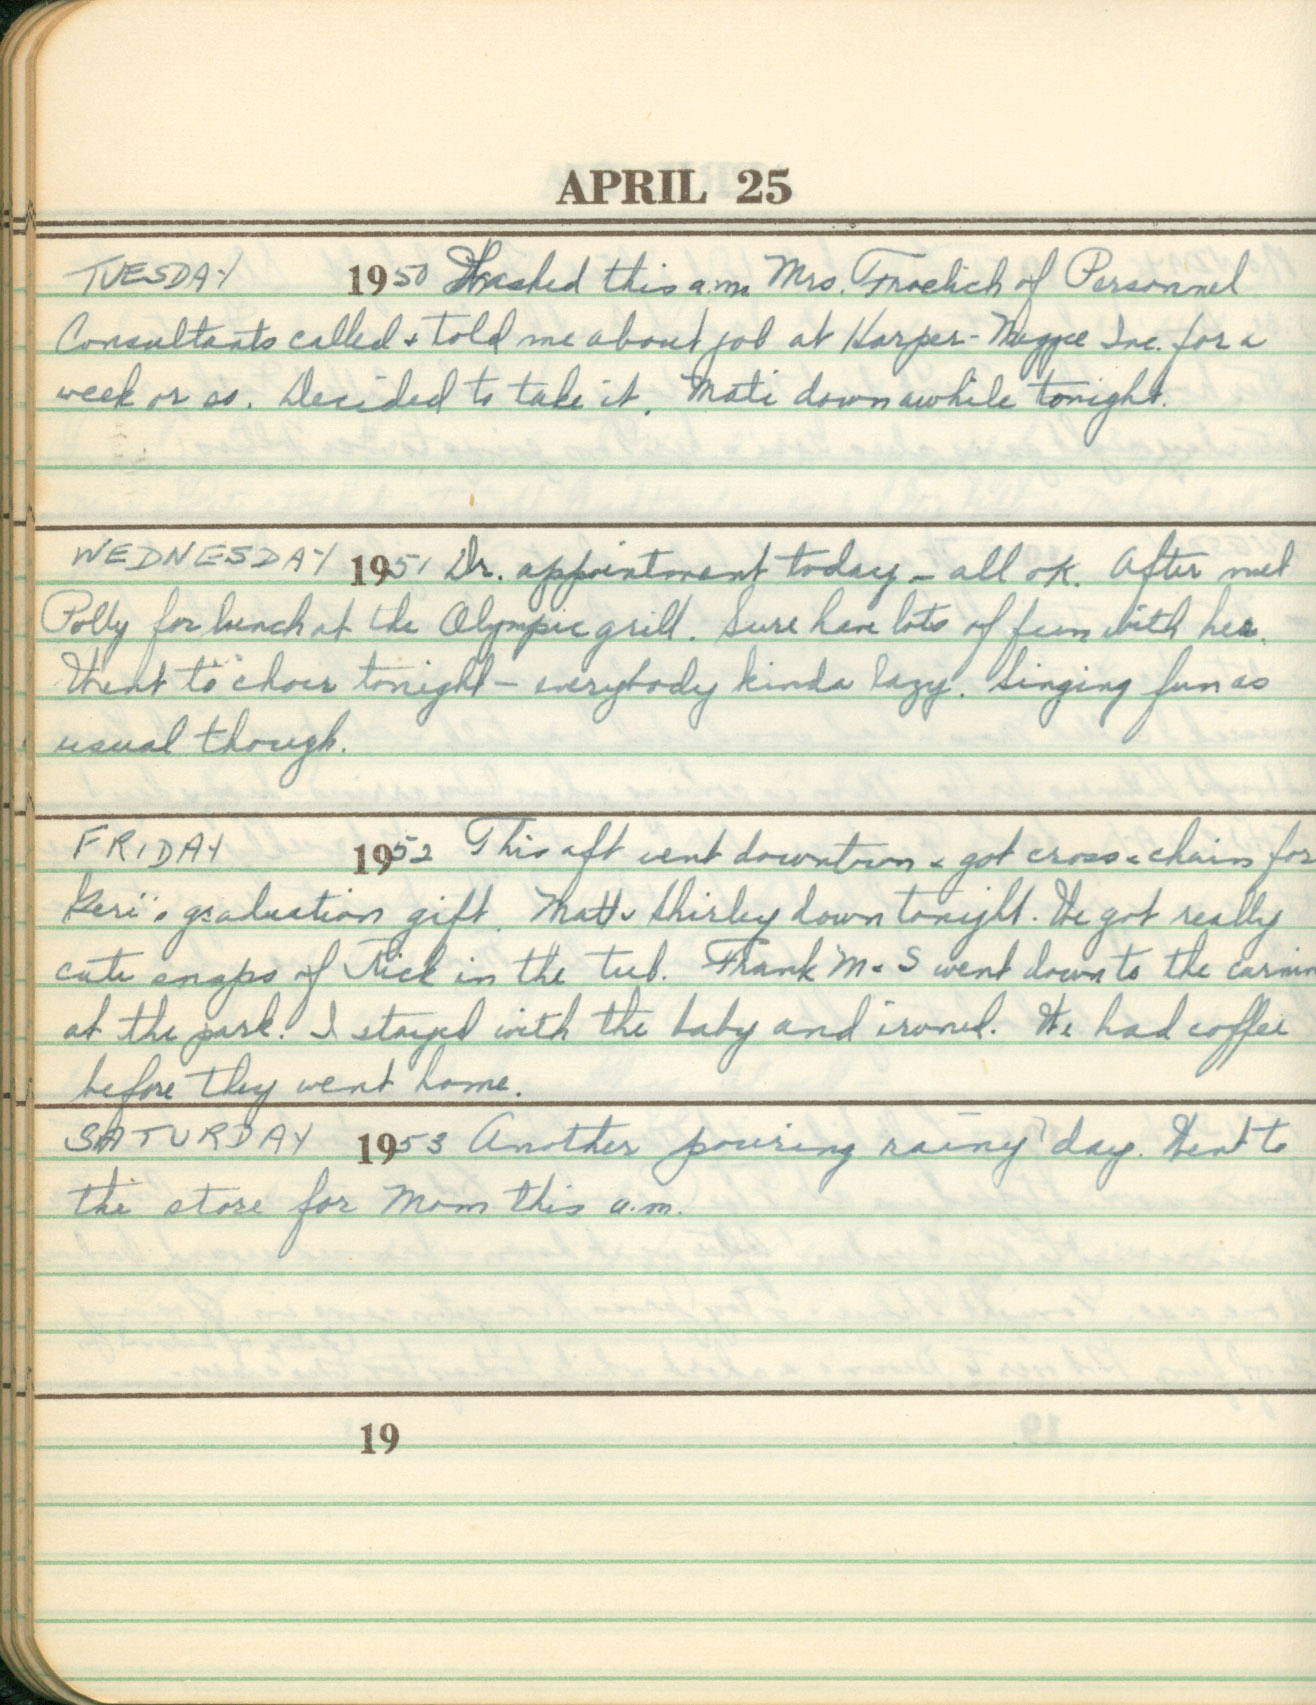 APRIL 25
TUESDAY 1950 Washed this a.m. Mrs. Froelich of Personnel
Consultants called & told me about job at Harper-Meggee Inc. for a
week or so. Decided to take it. Mati down awhile tonight.
WEDNESDAY 1951 Dr. appointment today - all ok. After met
Polly for lunch at the Olympic grill. Sure have lots of fun with her.
Went to choir tonight - everybody kinda lazy. Singing fun as
usual though.
FRIDAY 1952 This aft went downtown & got cross & chain for
Geri's graduation gift. Matt & Shirley down tonight. We got really
cute snaps of Rick in the tub. Frank M & S went down to the
at the park. I stayed with the baby and ironed. We had coffee
before they went home.
SATURDAY 1953 Another pouring rainy day. Went to
the store for Mom this a.m.
19